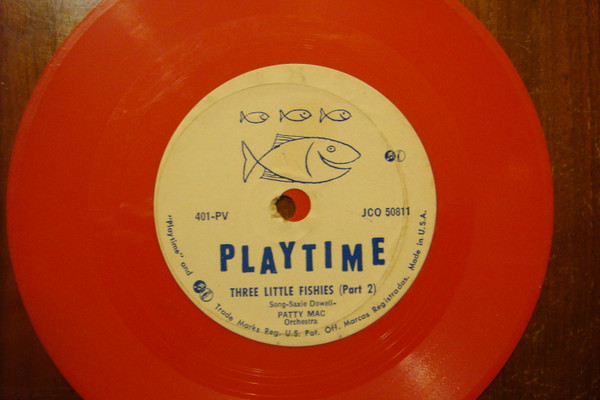 401-PV
JCO 50811
PLAYTIME
THREE LITTLE FISHIES (Part 2)
Song-Saxie Dowell-
PATTY MAC
Orchestra
"Playtime" and
Trade Marks Reg. U.S. Pat. Off. Marcas Registradas. Made in U.S.A.